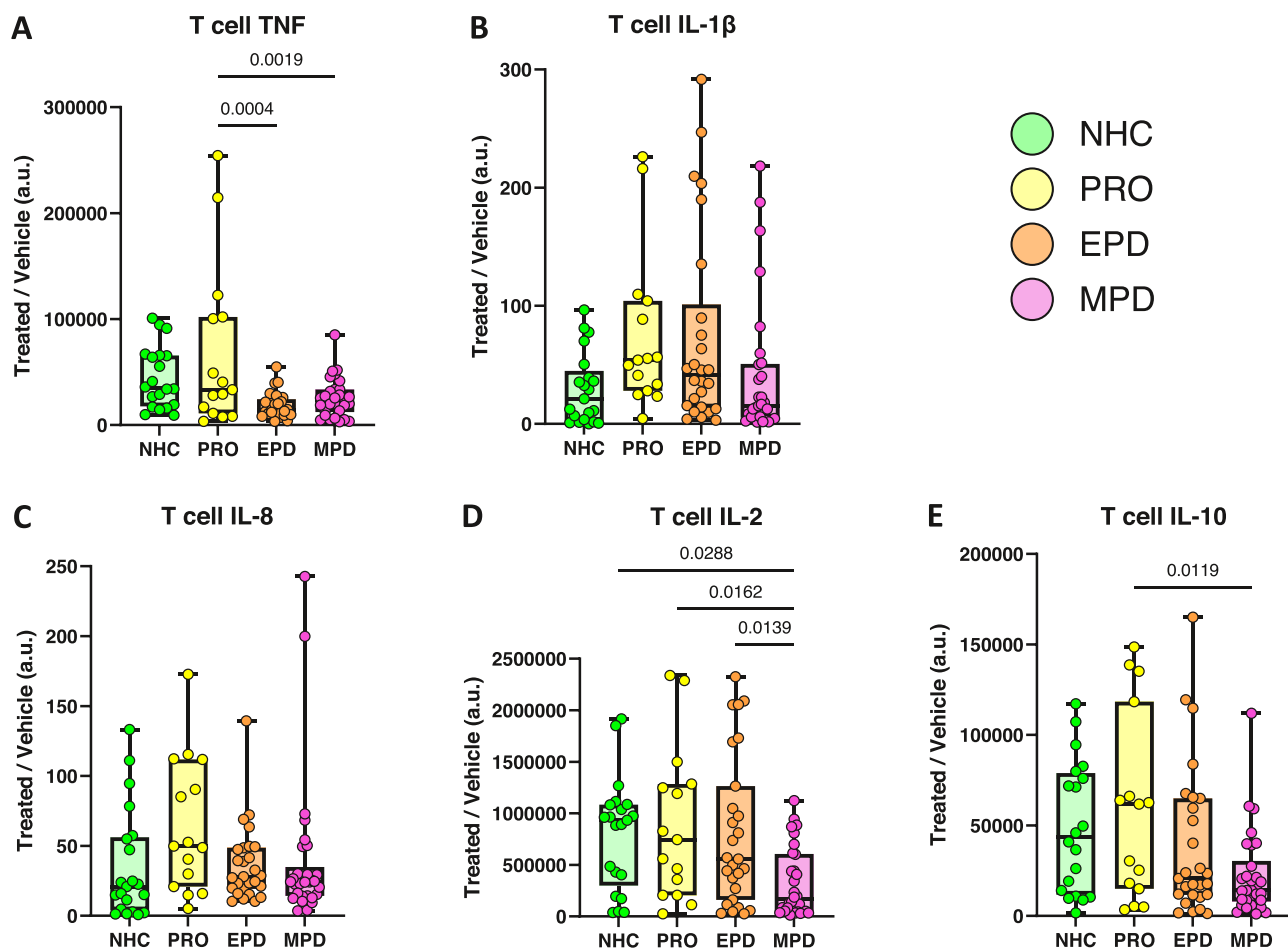 A
T cell TNF
0.0019
0.0004
Treated / Vehicle (a.u.)
300000
200000
100000
0
NHC PRO EPD MPD
B
T cell IL-1β
Treated / Vehicle (a.u.)
300
200
100
0
NHC PRO EPD MPD
NHC
PRO
EPD
MPD
C
T cell IL-8
Treated / Vehicle (a.u.)
250
200
150
100
50
0
NHC PRO EPD MPD
D
T cell IL-2
0.0288
0.0162
0.0139
Treated / Vehicle (a.u.)
2500000
2000000
1500000
1000000
500000
0
NHC PRO EPD MPD
E
T cell IL-10
0.0119
Treated / Vehicle (a.u.)
200000
150000
100000
50000
0
NHC PRO EPD MPD